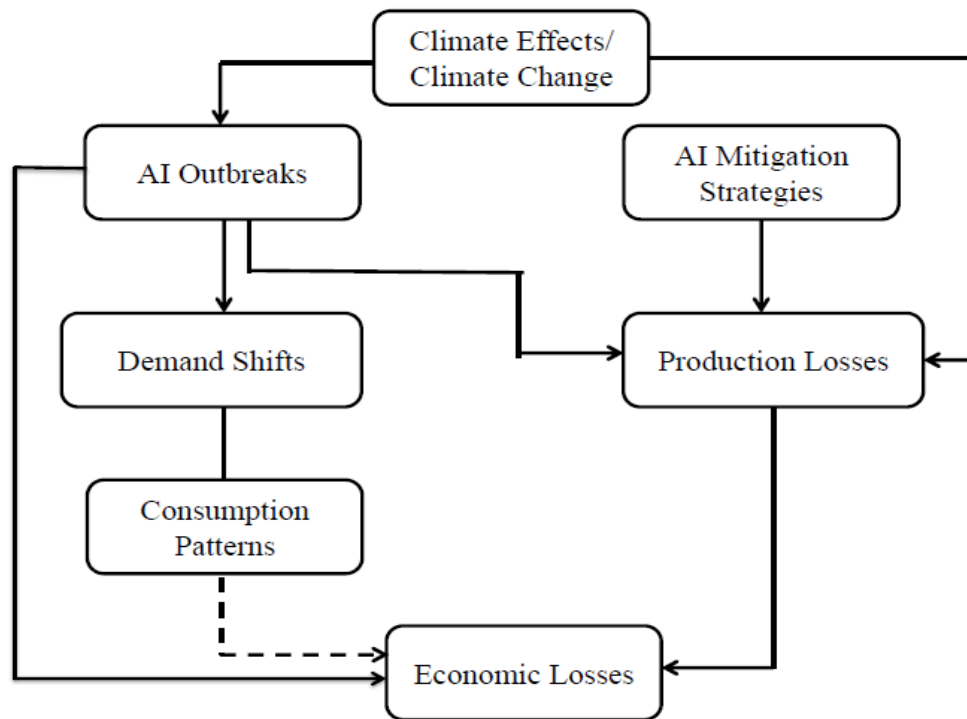 Climate Effects/
Climate Change
AI Outbreaks
AI Mitigation
Strategies
Demand Shifts
Production Losses
Consumption
Patterns
Economic Losses